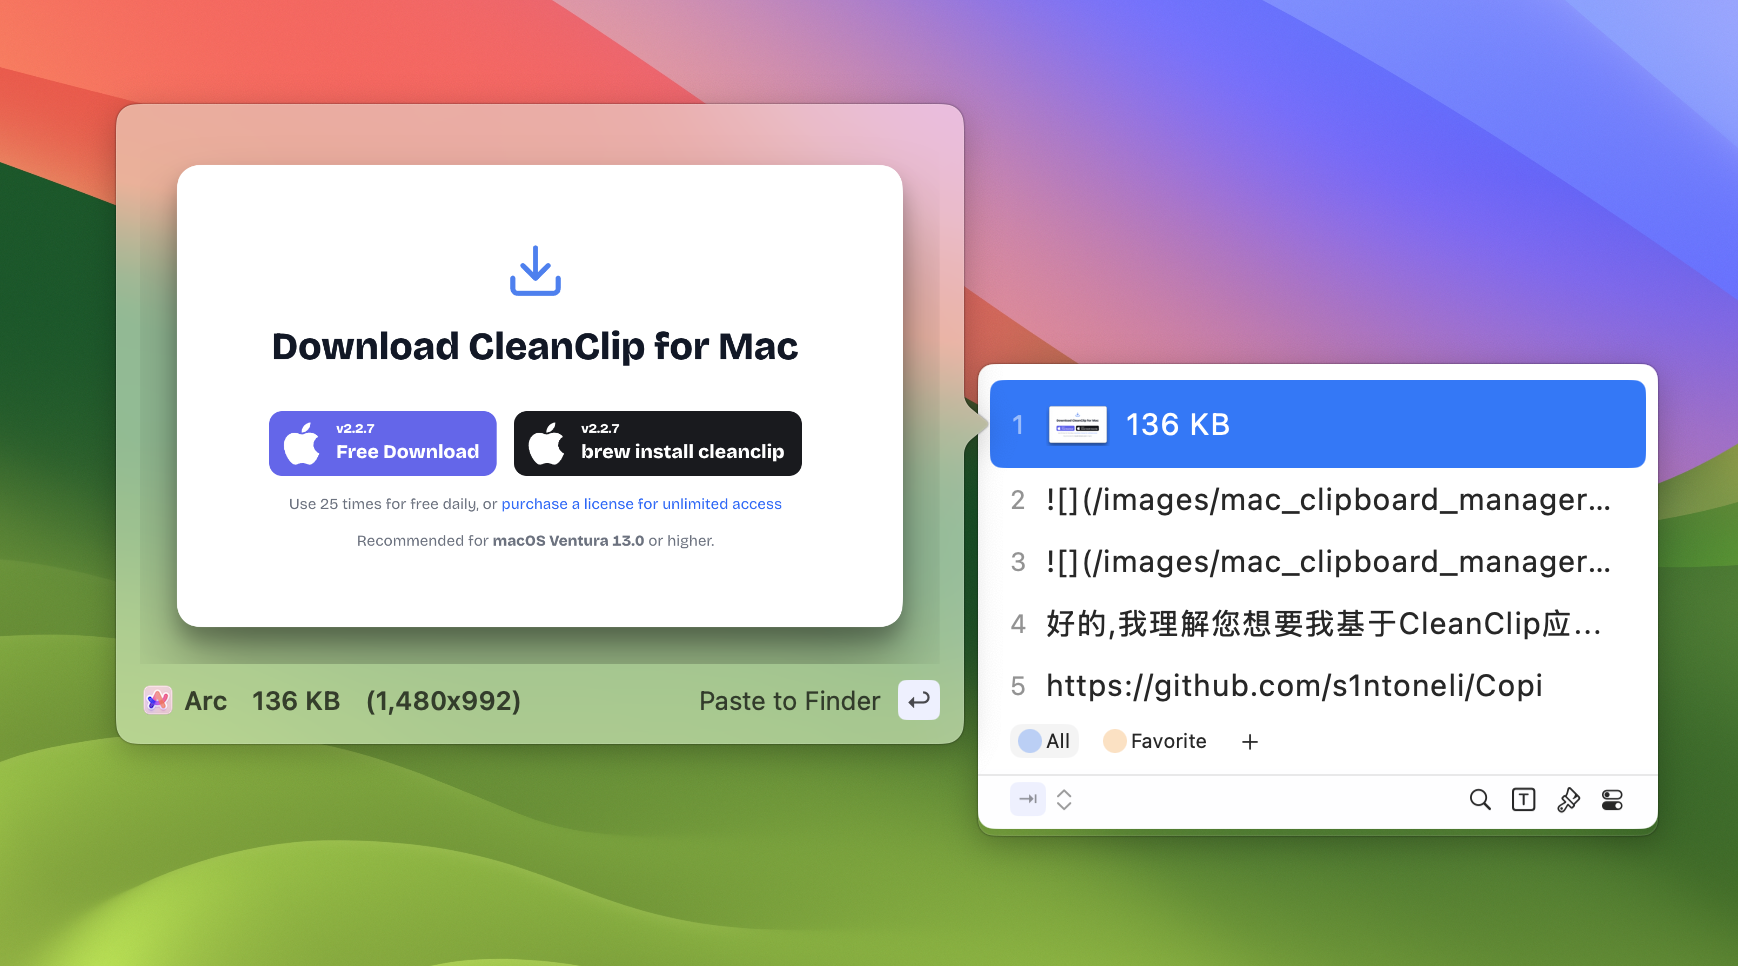 Download CleanClip for Mac
v2.2.7
Free Download
v2.2.7
brew install cleanclip
Use 25 times for free daily, or purchase a license for unlimited access
Recommended for macOS Ventura 13.0 or higher.
Arc 136 KB (1,480x992) Paste to Finder
1 136 KB
2 ![](/images/mac_clipboard_manager...
3 ![](/images/mac_clipboard_manager...
4 好的,我理解您想要我基于CleanClip应...
5 https://github.com/s1ntoneli/Copi
All Favorite +
T